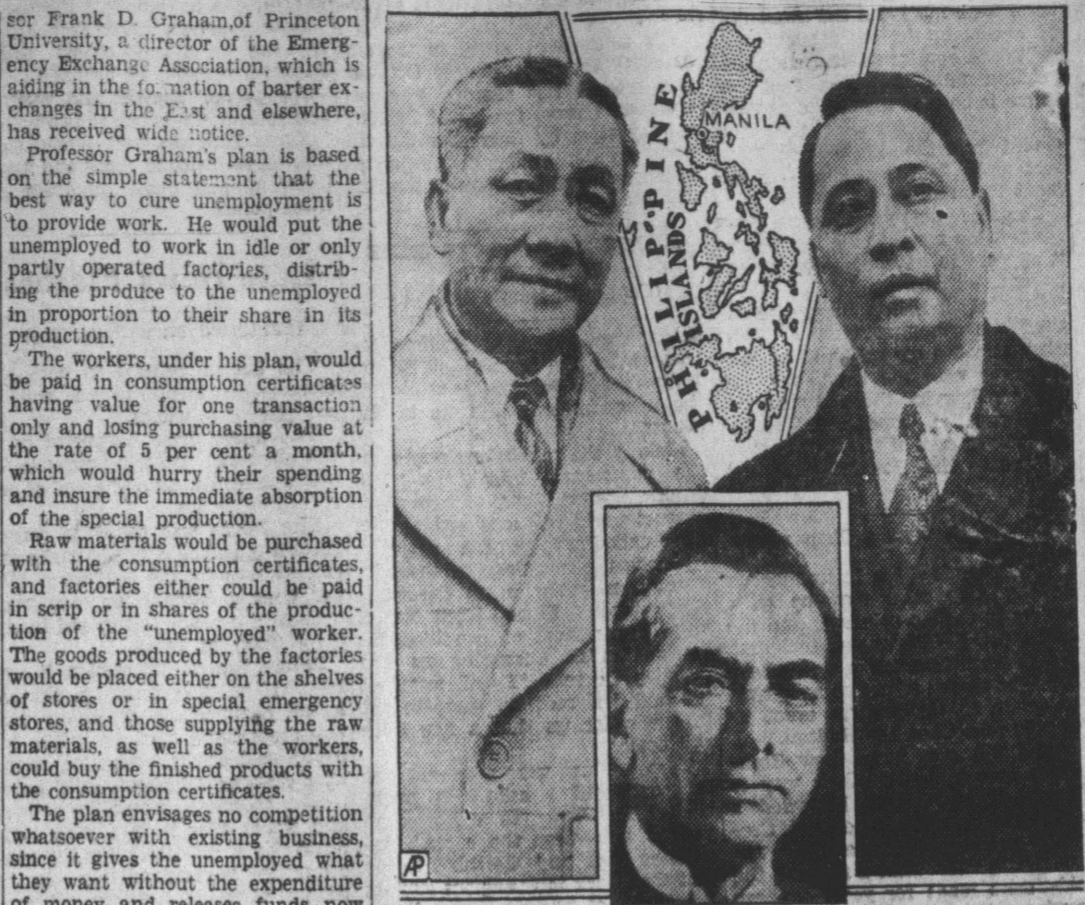 sor Frank D. Graham, of Princeton
University, a director of the Emerg-
ency Exchange Association, which is
aiding in the fo. nation of barter ex-
changes in the East and elsewhere,
has received wide notice.
Professor Graham's plan is based
on the simple statement that the
best way to cure unemployment is
to provide work. He would put the
unemployed to work in idle or only
partly operated factories, distrib-
ing the produce to the unemployed
in proportion to their share in its
production.
The workers, under his plan, would
be paid in consumption certificates
having value for one transaction
only and losing purchasing value at
the rate of 5 per cent a month,
which would hurry their spending
and insure the immediate absorption
of the special production.
Raw materials would be purchased
with the consumption certificates,
and factories either could be paid
in scrip or in shares of the produc-
tion of the "unemployed" worker.
The goods produced by the factories
would be placed either on the shelves
of stores or in special emergency
stores, and those supplying the raw
materials, as well as the workers,
could buy the finished products with
the consumption certificates.
The plan envisages no competition
whatsoever with existing business,
since it gives the unemployed what
they want without the expenditure
of money and releases funds now
PHILIPPINE
ISLANDS
MANILA
AP